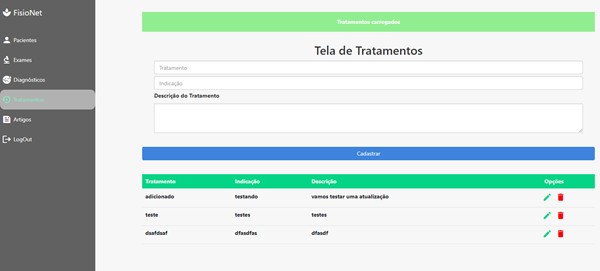 FisioNet
Pacientes
Exames
Diagnósticos
Tratamentos
Artigos
LogOut
Tratamentos carregados
Tela de Tratamentos
Tratamento
Indicação
Descrição do Tratamento
Cadastrar
Tratamento Indicação Descrição Opções
adicionado testando vamos testar uma atualização
teste testes testes
dsafdsaf dfasdfas dfasdf